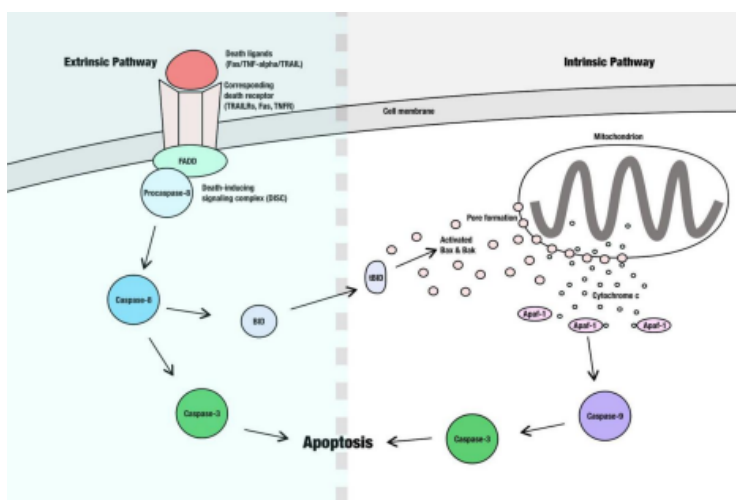 Extrinsic Pathway
Death ligands
(Fas/TNF-alpha/TRAIL)
Corresponding
death receptor
(TRAILRs, Fas, TNFR)
Intrinsic Pathway
Cell membrane
FADD
Procaspase-8
Death-inducing
signaling complex (DISC)
Mitochondrion
Pore formation
Activated
Bax & Bak
tBID
Cytochrome c
Caspase-8
BID
Apaf-1
Apaf-1
Apaf-1
Caspase-3
Apoptosis
Caspase-3
Caspase-9